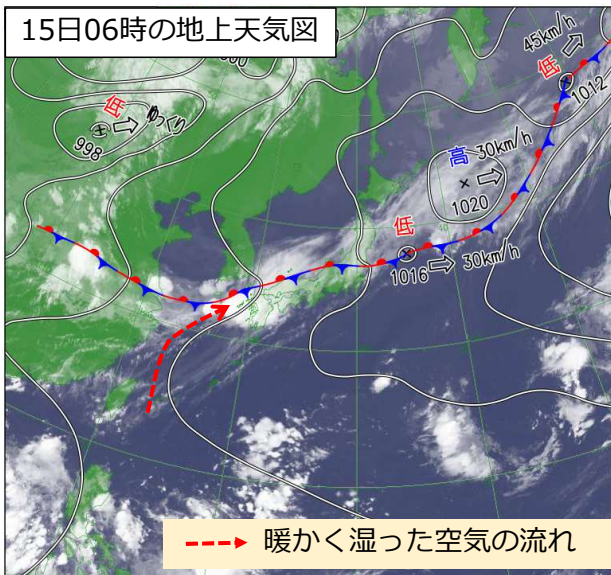 15日06時の地上天気図
低
ゆっくり
998
45km/h
低
1012
高 30km/h
1020
低
1016 30km/h
暖かく湿った空気の流れ